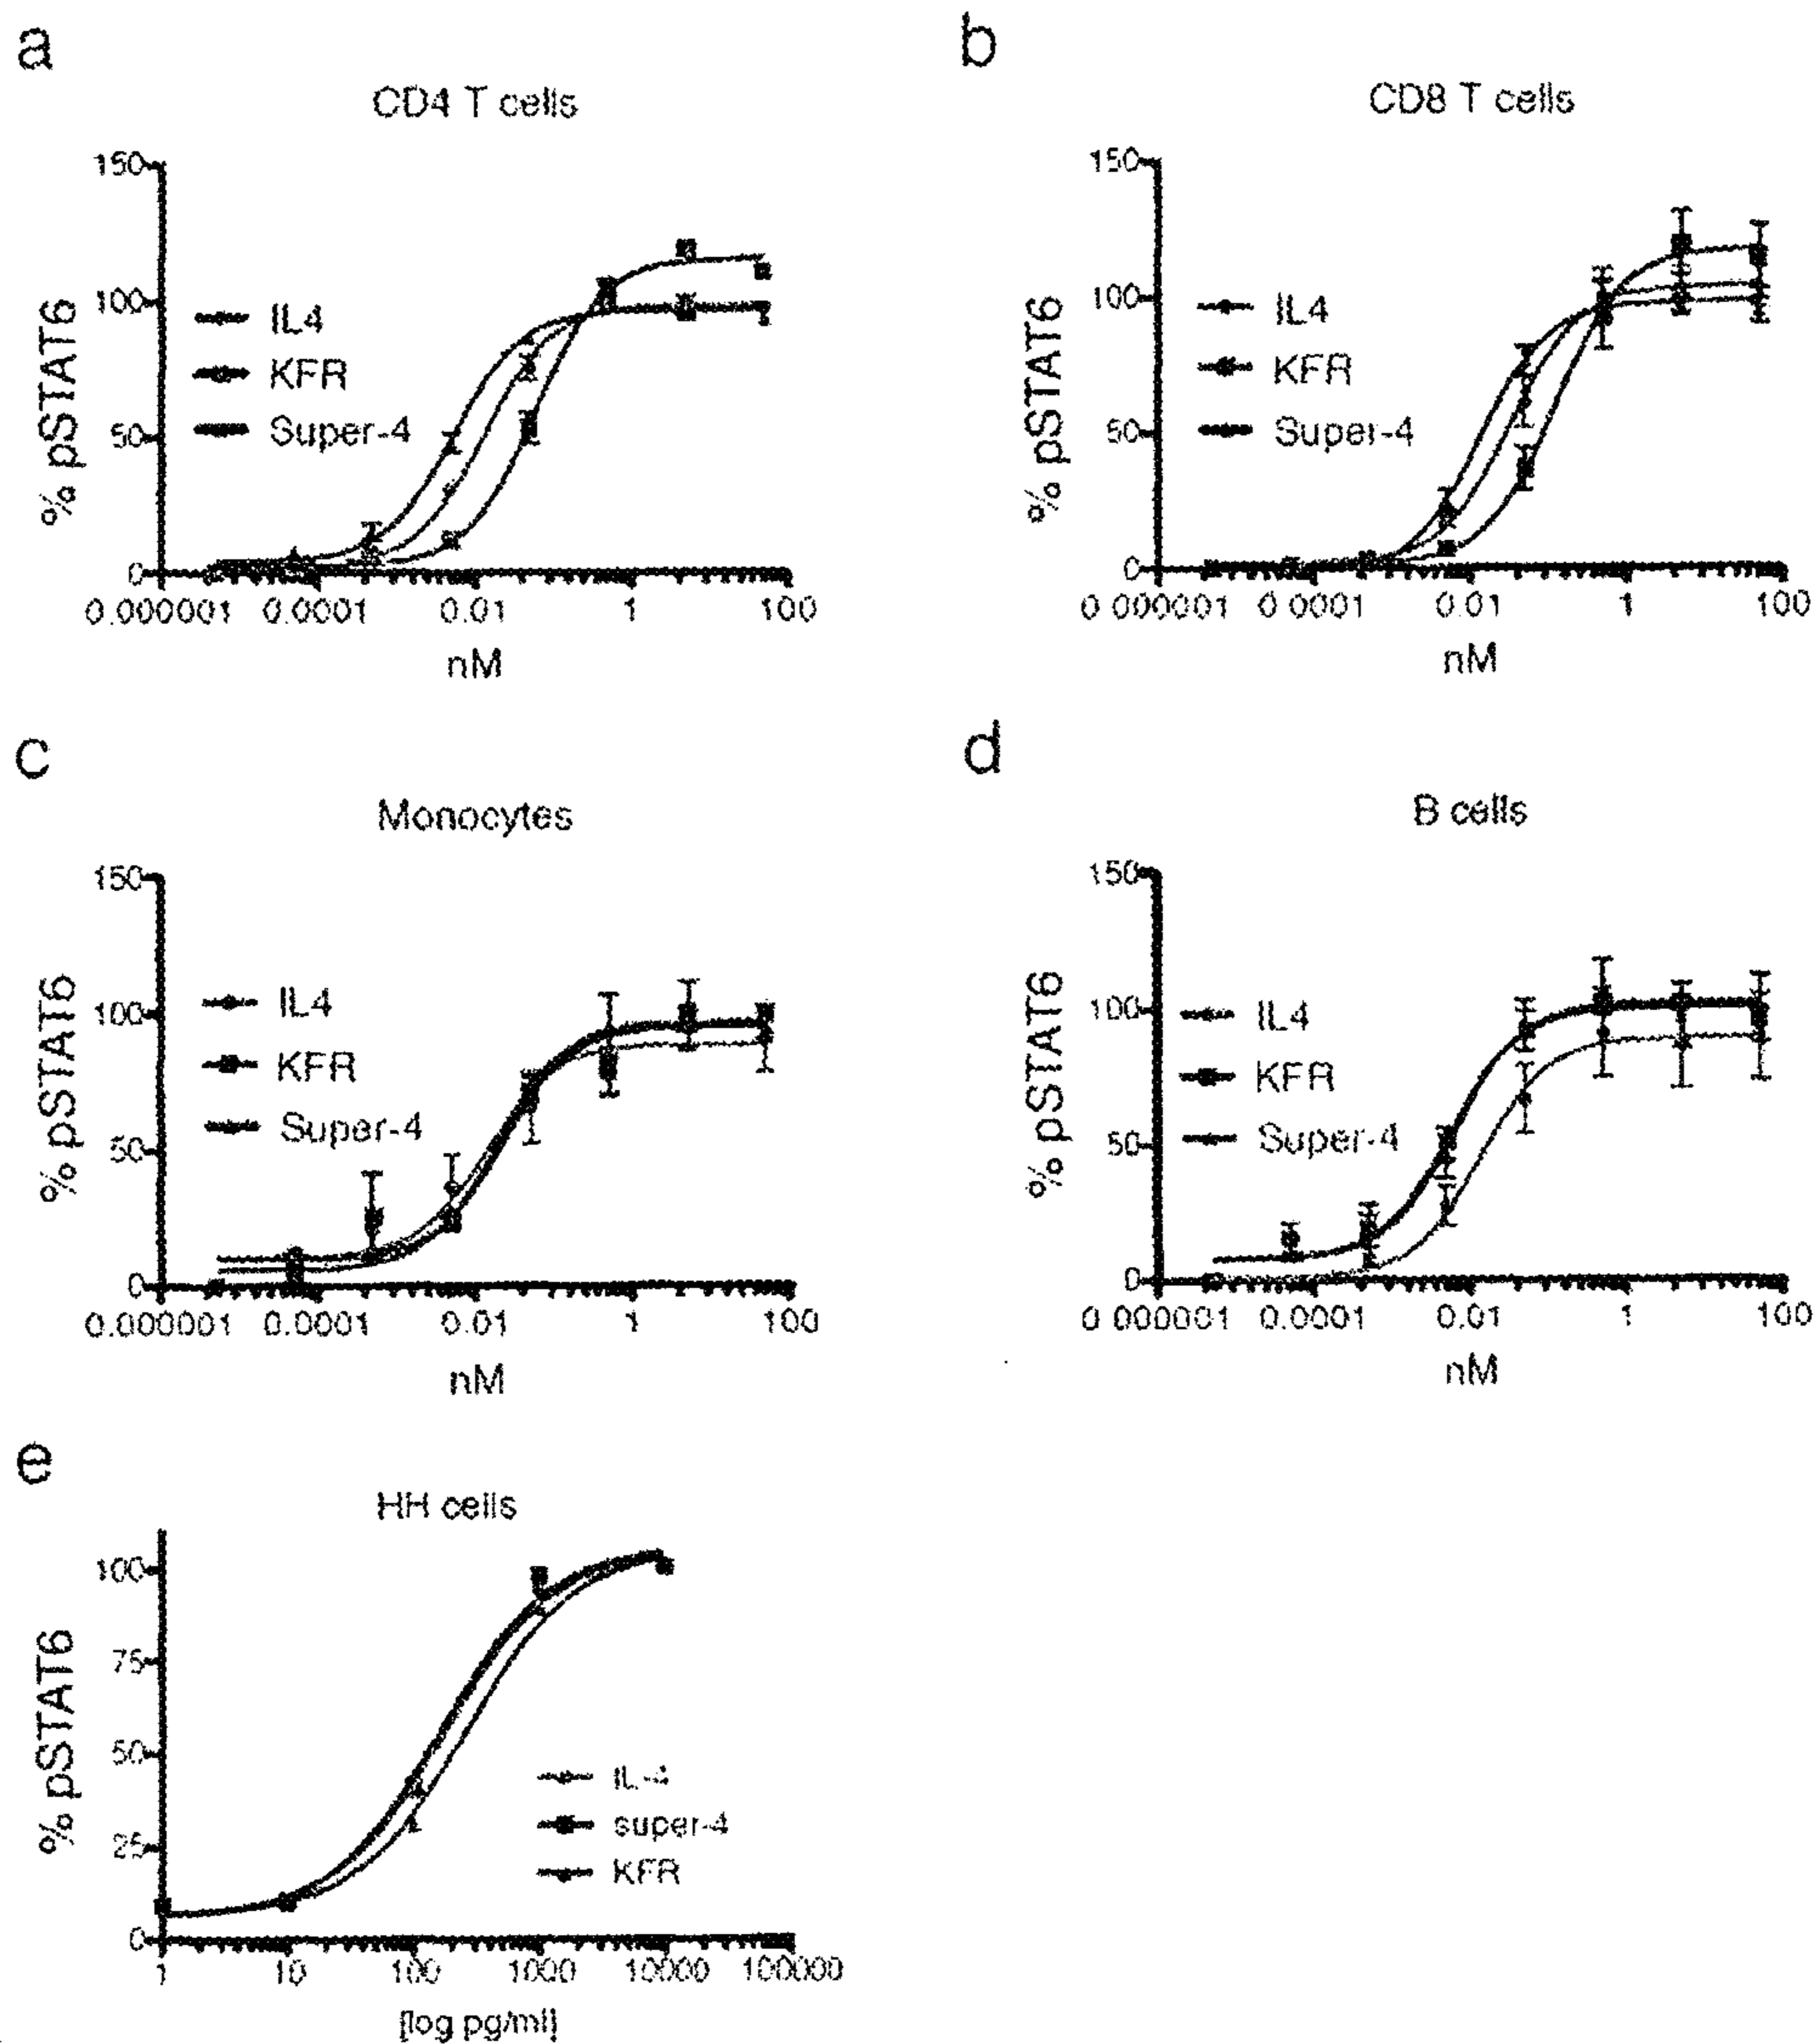 a
CD4 T cells
150
100
50
0
% pSTAT6
IL4
KFR
Super-4
0.000001 0.0001 0.01 1 100
nM
b
CD8 T cells
150
100
50
0
% pSTAT6
IL4
KFR
Super-4
0.000001 0.0001 0.01 1 100
nM
c
Monocytes
150
100
50
0
% pSTAT6
IL4
KFR
Super-4
0.000001 0.0001 0.01 1 100
nM
d
B cells
150
100
50
0
% pSTAT6
IL4
KFR
Super-4
0.000001 0.0001 0.01 1 100
nM
e
HH cells
100
75
50
25
0
% pSTAT6
IL-4
super-4
KFR
1 10 100 1000 10000 100000
[log pg/ml]